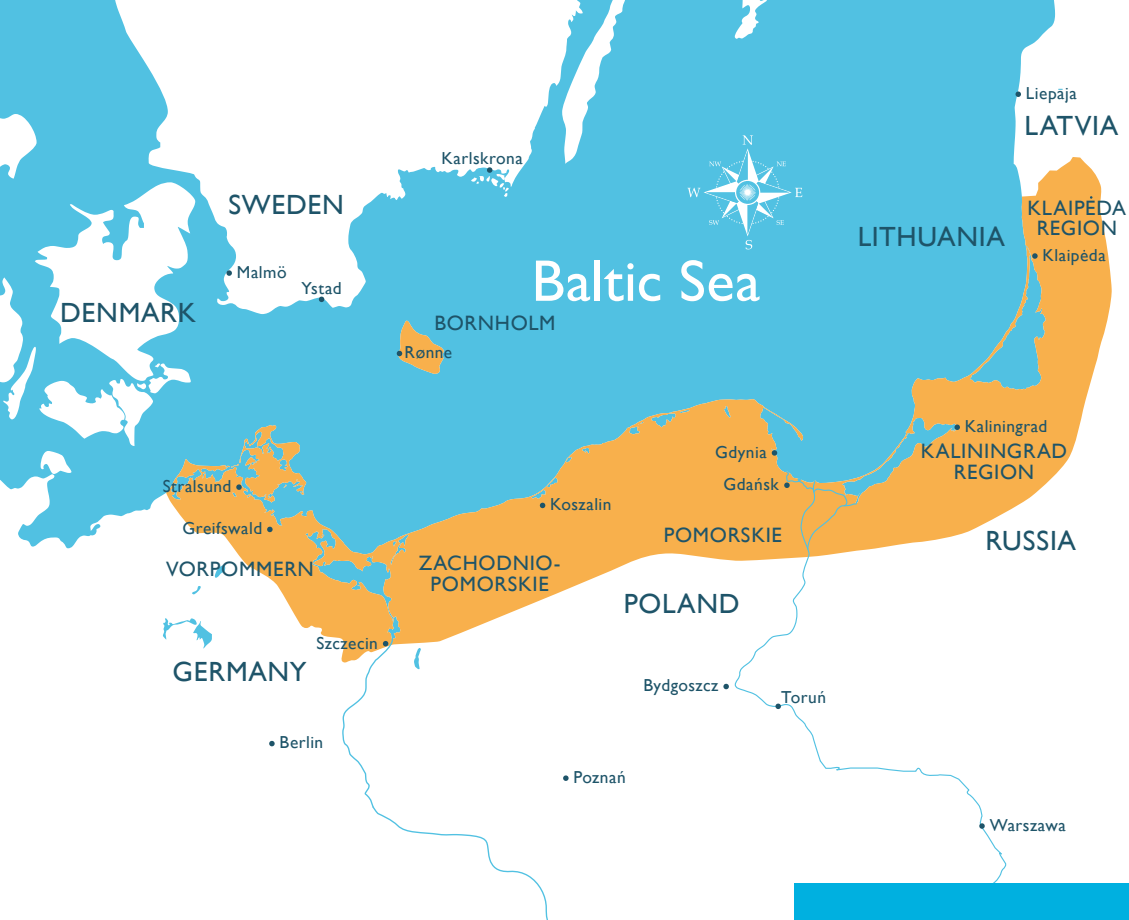 Liepāja
LATVIA
N
NW
NE
W
E
SW
SE
S
Karlskrona
SWEDEN
KLAIPĖDA
REGION
LITHUANIA
Klaipėda
Malmö
Ystad
Baltic Sea
DENMARK
BORNHOLM
Rønne
Kaliningrad
KALININGRAD
REGION
Gdynia
Gdańsk
Stralsund
Koszalin
Greifswald
POMORSKIE
RUSSIA
VORPOMMERN
ZACHODNIO-
POMORSKIE
POLAND
Szczecin
GERMANY
Bydgoszcz
Toruń
Berlin
Poznań
Warszawa